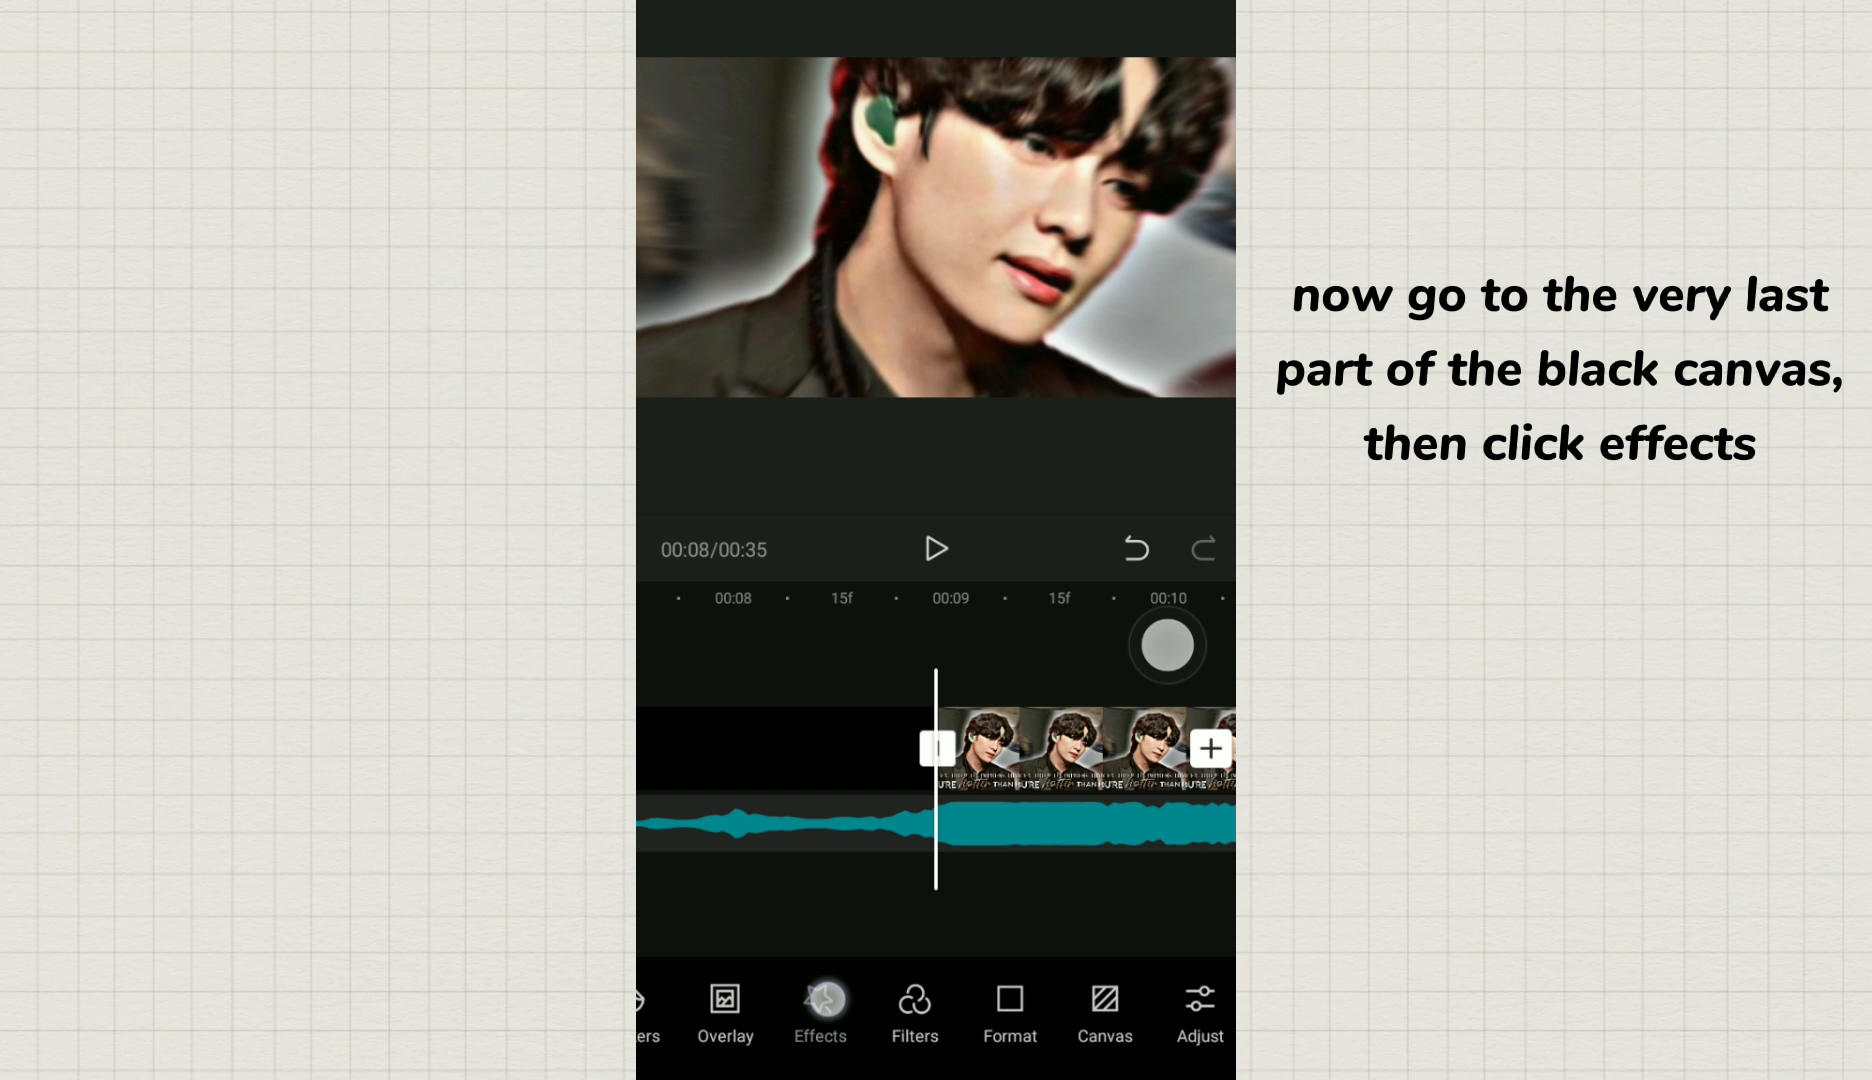 now go to the very last
part of the black canvas,
then click effects
00:08/00:35
00:08 15f 00:09 15f 00:10
ers Overlay Effects Filters Format Canvas Adjust